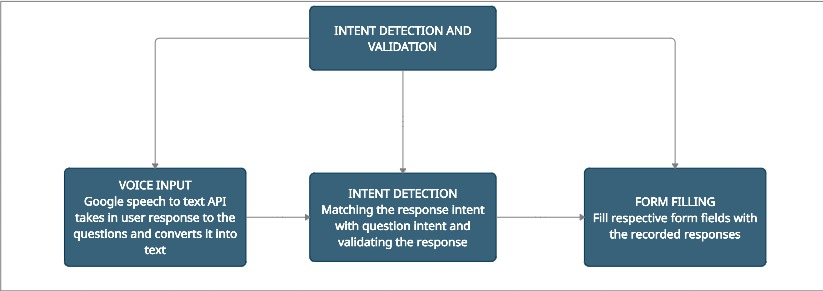 INTENT DETECTION AND
VALIDATION
VOICE INPUT
Google speech to text API
takes in user response to the
questions and converts it into
text
INTENT DETECTION
Matching the response intent
with question intent and
validating the response
FORM FILLING
Fill respective form fields with
the recorded responses